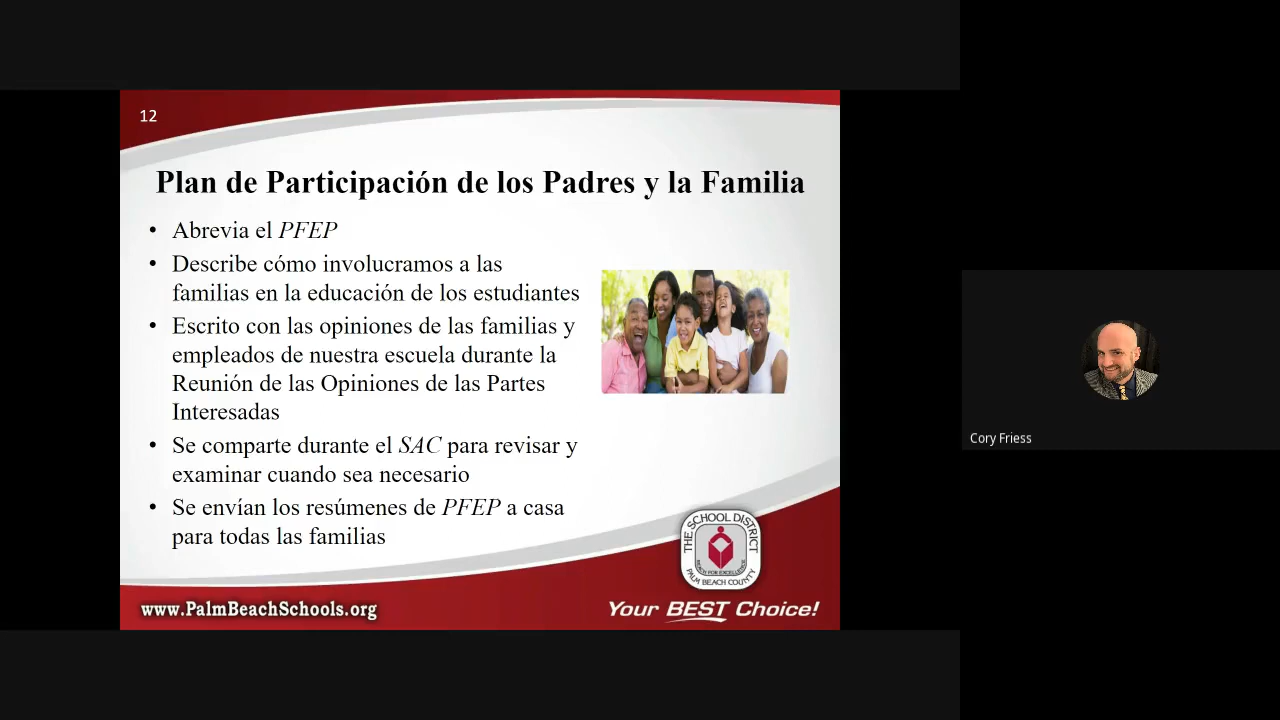 12
Plan de Participación de los Padres y la Familia
• Abrevia el PFEP
• Describe cómo involucramos a las
familias en la educación de los estudiantes
• Escrito con las opiniones de las familias y
empleados de nuestra escuela durante la
Reunión de las Opiniones de las Partes
Interesadas
• Se comparte durante el SAC para revisar y
examinar cuando sea necesario
• Se envían los resúmenes de PFEP a casa
para todas las familias
THE SCHOOL DISTRICT
REACH FOR EXCELLENCE
PALM BEACH COUNTY
www.PalmBeachSchools.org
Your BEST Choice!
Cory Friess